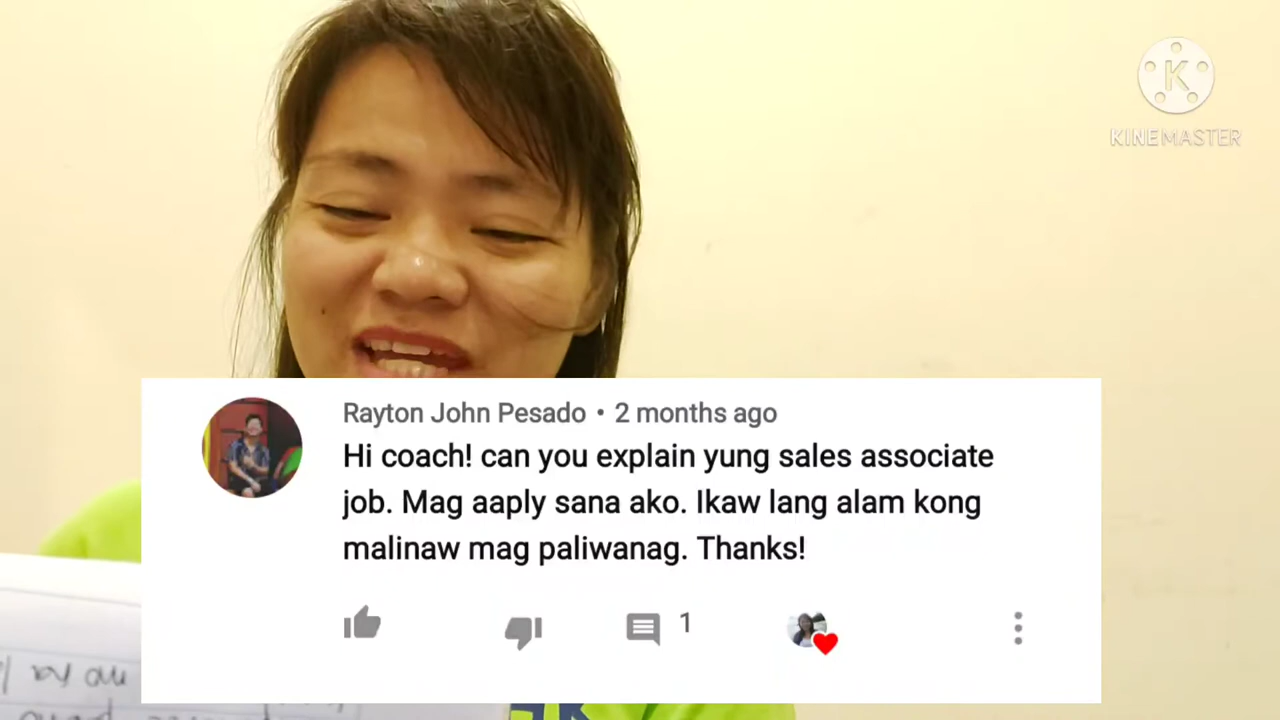 K
KINEMASTER
Rayton John Pesado • 2 months ago
Hi coach! can you explain yung sales associate
job. Mag aaply sana ako. Ikaw lang alam kong
malinaw mag paliwanag. Thanks!
1